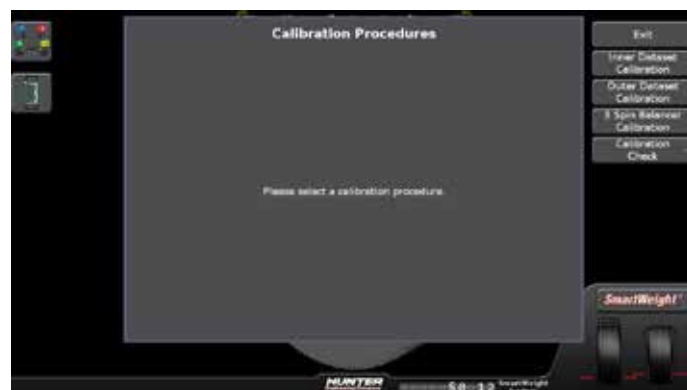 Calibration Procedures
Please select a calibration procedure.
Exit
Inner Dataset
Calibration
Outer Dataset
Calibration
3 Spin Balancer
Calibration
Calibration
Check
SmartWeight
HUNTER
SmartWeight